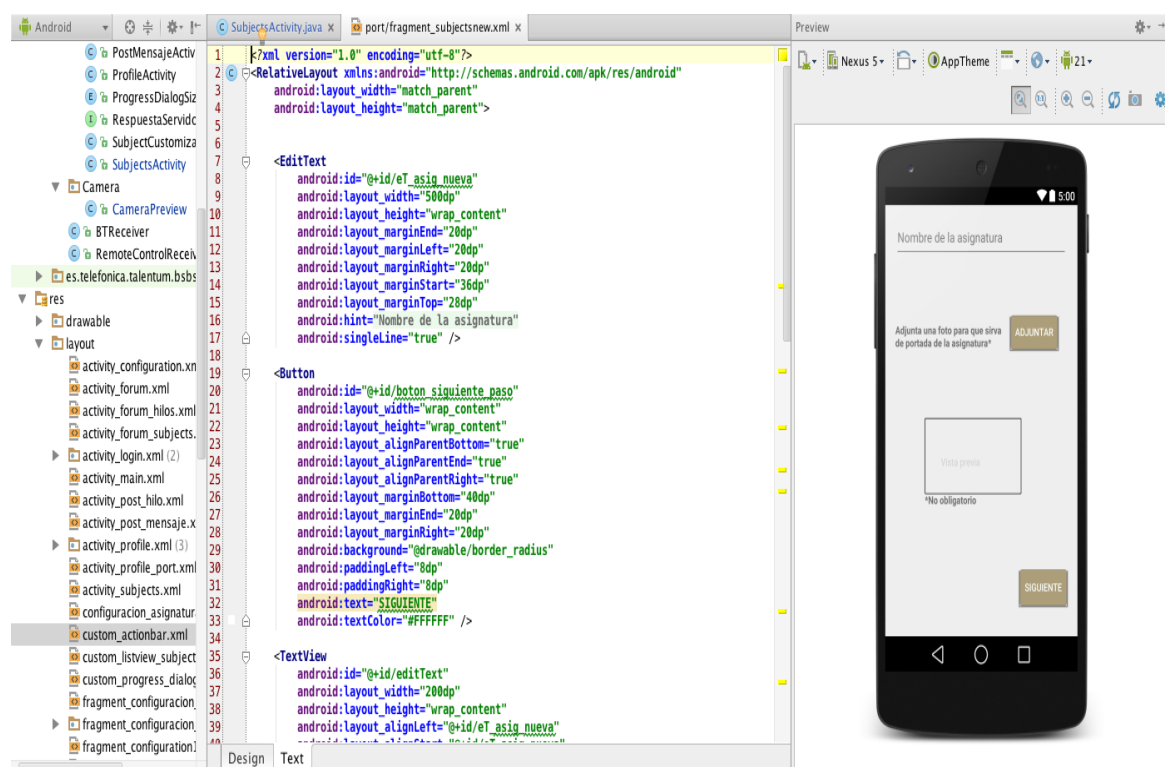 Android
SubjectsActivity.java
port/fragment_subjectsnew.xml
Preview
PostMensajeActiv
ProfileActivity
ProgressDialogSiz
RespuestaServidc
SubjectCustomiza
SubjectsActivity
Camera
CameraPreview
BTReceiver
RemoteControlReceiv
es.telefonica.talentum.bsbs
res
drawable
layout
activity_configuration.xn
activity_forum.xml
activity_forum_hilos.xml
activity_forum_subjects.
activity_login.xml (2)
activity_main.xml
activity_post_hilo.xml
activity_post_mensaje.x
activity_profile.xml (3)
activity_profile_port.xml
activity_subjects.xml
configuracion_asignatur
custom_actionbar.xml
custom_listview_subject
custom_progress_dialog
fragment_configuracion_
fragment_configuracion_
fragment_configuration1
1 <?xml version="1.0" encoding="utf-8"?>
2 <RelativeLayout xmlns:android="http://schemas.android.com/apk/res/android"
3 android:layout_width="match_parent"
4 android:layout_height="match_parent">
5
6
7 <EditText
8 android:id="@+id/eT_asig_nueva"
9 android:layout_width="500dp"
10 android:layout_height="wrap_content"
11 android:layout_marginEnd="20dp"
12 android:layout_marginLeft="20dp"
13 android:layout_marginRight="20dp"
14 android:layout_marginStart="36dp"
15 android:layout_marginTop="28dp"
16 android:hint="Nombre de la asignatura"
17 android:singleLine="true" />
18
19 <Button
20 android:id="@+id/boton_siguiente_paso"
21 android:layout_width="wrap_content"
22 android:layout_height="wrap_content"
23 android:layout_alignParentBottom="true"
24 android:layout_alignParentEnd="true"
25 android:layout_alignParentRight="true"
26 android:layout_marginBottom="40dp"
27 android:layout_marginEnd="20dp"
28 android:layout_marginRight="20dp"
29 android:background="@drawable/border_radius"
30 android:paddingLeft="8dp"
31 android:paddingRight="8dp"
32 android:text="SIGUIENTE"
33 android:textColor="#FFFFFF" />
34
35 <TextView
36 android:id="@+id/editText"
37 android:layout_width="200dp"
38 android:layout_height="wrap_content"
39 android:layout_alignLeft="@+id/eT_asig_nueva"
Design Text
Nexus 5
AppTheme
21
5:00
Nombre de la asignatura
Adjunta una foto para que sirva
de portada de la asignatura*
ADJUNTAR
Vista previa
*No obligatorio
SIGUIENTE